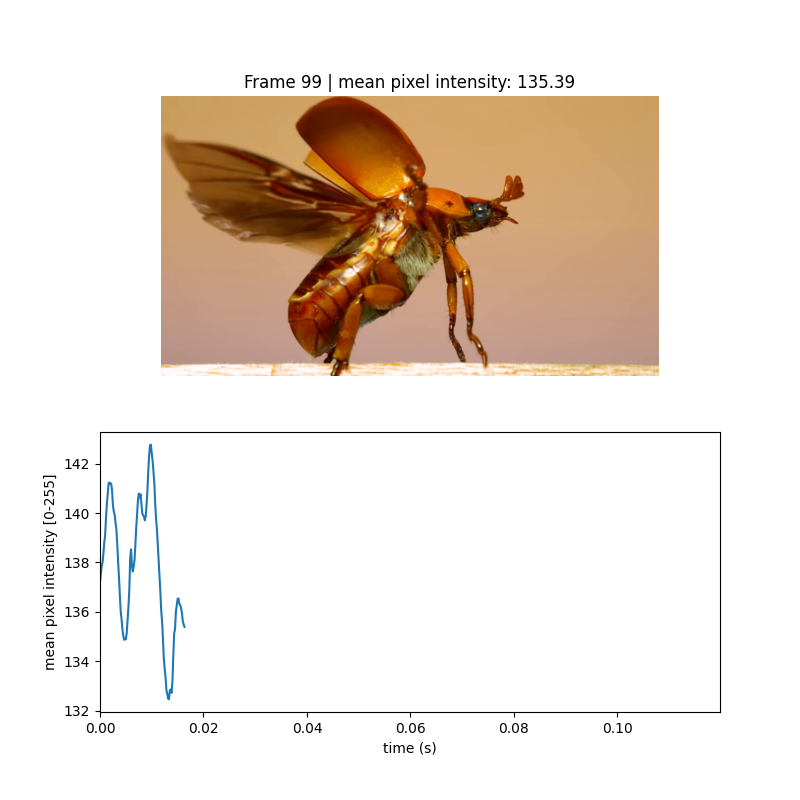 Frame 99 | mean pixel intensity: 135.39
mean pixel intensity [0-255]
142
140
138
136
134
132
0.00 0.02 0.04 0.06 0.08 0.10
time (s)